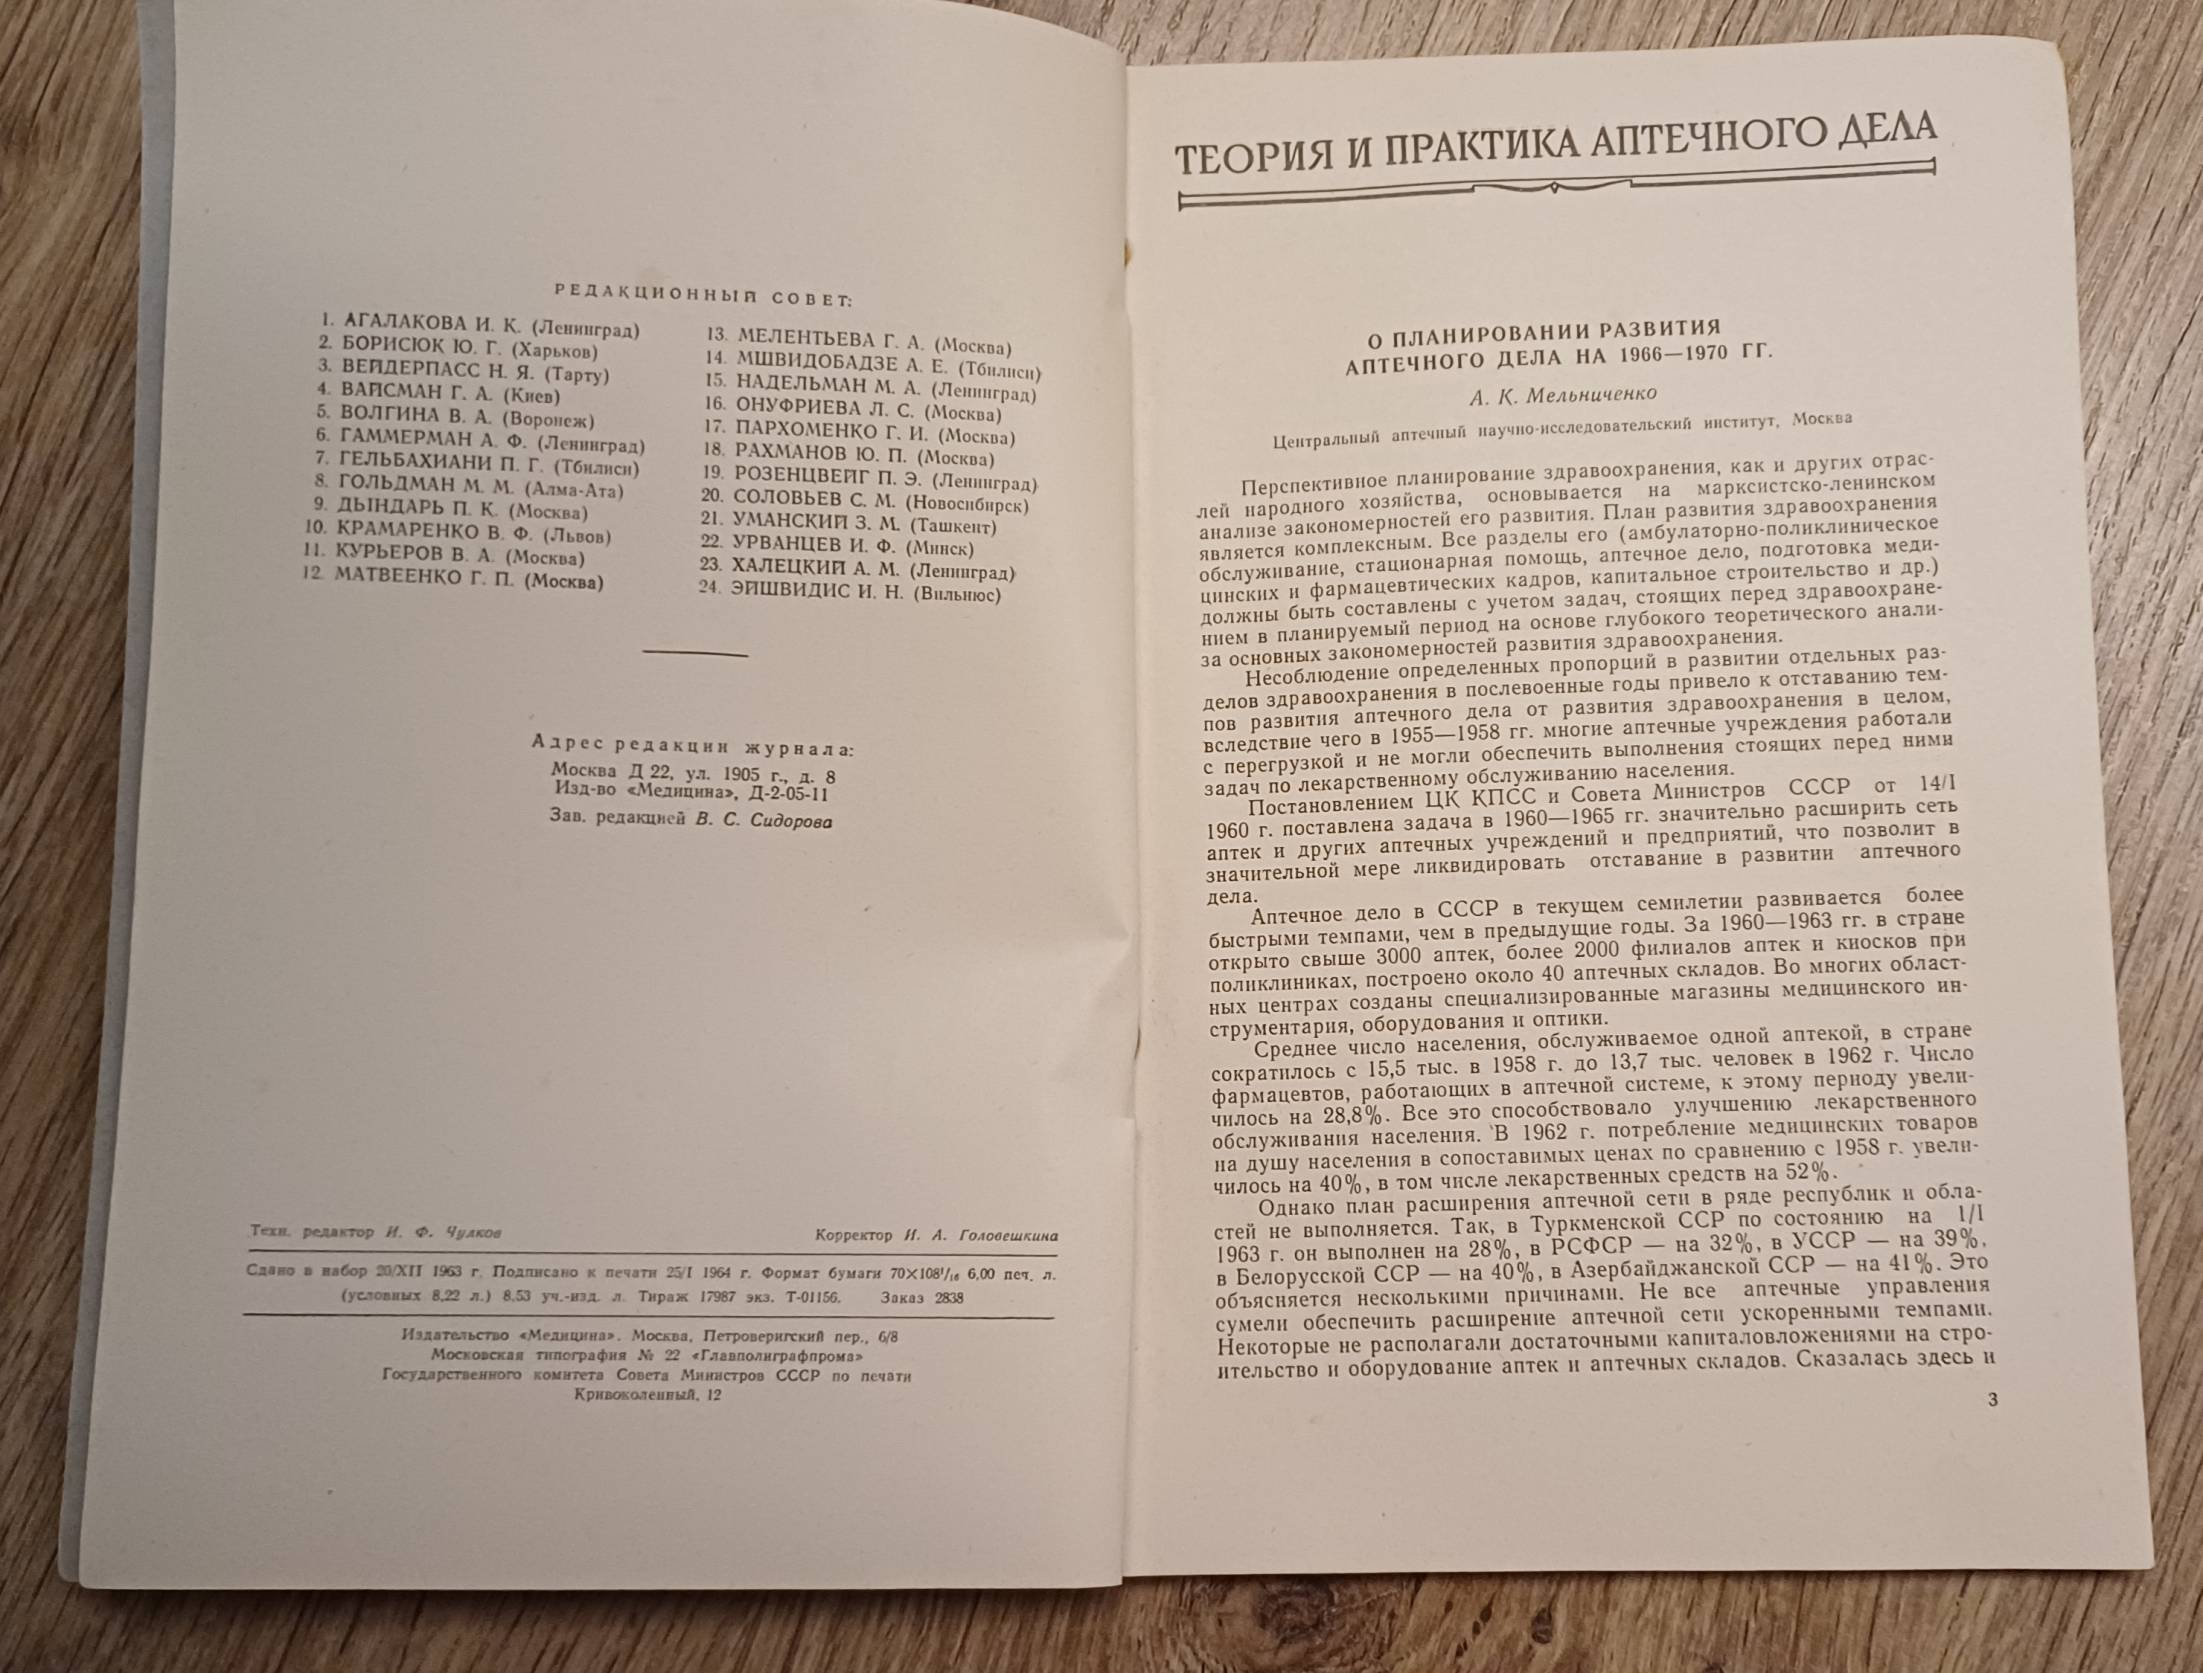 РЕДАКЦИОННЫЙ СОВЕТ:
1. АГАЛАКОВА И. К. (Ленинград)
2. БОРИСЮК Ю. Г. (Харьков)
3. ВЕЙДЕРПАСС Н. Я. (Тарту)
4. ВАЙСМАН Г. А. (Киев)
5. ВОЛГИНА В. А. (Воронеж)
6. ГАММЕРМАН А. Ф. (Ленинград)
7. ГЕЛЬБАХИАНИ П. Г. (Тбилиси)
8. ГОЛЬДМАН М. М. (Алма-Ата)
9. ДЫНДАРЬ П. К. (Москва)
10. КРАМАРЕНКО В. Ф. (Львов)
11. КУРЬЕРОВ В. А. (Москва)
12. МАТВЕЕНКО Г. П. (Москва)
13. МЕЛЕНТЬЕВА Г. А. (Москва)
14. МШВИДОБАДЗЕ А. Е. (Тбилиси)
15. НАДЕЛЬМАН М. А. (Ленинград)
16. ОНУФРИЕВА Л. С. (Москва)
17. ПАРХОМЕНКО Г. И. (Москва)
18. РАХМАНОВ Ю. П. (Москва)
19. РОЗЕНЦВЕЙГ П. Э. (Ленинград)
20. СОЛОВЬЕВ С. М. (Новосибирск)
21. УМАНСКИЙ З. М. (Ташкент)
22. УРВАНЦЕВ И. Ф. (Минск)
23. ХАЛЕЦКИЙ А. М. (Ленинград)
24. ЭЙШВИДИС И. Н. (Вильнюс)
Адрес редакции журнала:
Москва Д 22, ул. 1905 г., д. 8
Изд-во «Медицина», Д-2-05-11
Зав. редакцией В. С. Сидорова
Техн. редактор И. Ф. Чулков Корректор И. А. Головешкина
Сдано в набор 20/XII 1963 г. Подписано к печати 25/I 1964 г. Формат бумаги 70×108¹/₁₆ 6,00 печ. л.
(условных 8,22 л.) 8,53 уч.-изд. л. Тираж 17987 экз. Т-01156. Заказ 2838
Издательство «Медицина». Москва, Петроверигский пер., 6/8
Московская типография № 22 «Главполиграфпрома»
Государственного комитета Совета Министров СССР по печати
Кривоколенный, 12
ТЕОРИЯ И ПРАКТИКА АПТЕЧНОГО ДЕЛА
О ПЛАНИРОВАНИИ РАЗВИТИЯ
АПТЕЧНОГО ДЕЛА НА 1966—1970 ГГ.
А. К. Мельниченко
Центральный аптечный научно-исследовательский институт, Москва
Перспективное планирование здравоохранения, как и других отрас-
лей народного хозяйства, основывается на марксистско-ленинском
анализе закономерностей его развития. План развития здравоохранения
является комплексным. Все разделы его (амбулаторно-поликлиническое
обслуживание, стационарная помощь, аптечное дело, подготовка меди-
цинских и фармацевтических кадров, капитальное строительство и др.)
должны быть составлены с учетом задач, стоящих перед здравоохране-
нием в планируемый период на основе глубокого теоретического анали-
за основных закономерностей развития здравоохранения.
Несоблюдение определенных пропорций в развитии отдельных раз-
делов здравоохранения в послевоенные годы привело к отставанию тем-
пов развития аптечного дела от развития здравоохранения в целом,
вследствие чего в 1955—1958 гг. многие аптечные учреждения работали
с перегрузкой и не могли обеспечить выполнения стоящих перед ними
задач по лекарственному обслуживанию населения.
Постановлением ЦК КПСС и Совета Министров СССР от 14/I
1960 г. поставлена задача в 1960—1965 гг. значительно расширить сеть
аптек и других аптечных учреждений и предприятий, что позволит в
значительной мере ликвидировать отставание в развитии аптечного
дела.
Аптечное дело в СССР в текущем семилетии развивается более
быстрыми темпами, чем в предыдущие годы. За 1960—1963 гг. в стране
открыто свыше 3000 аптек, более 2000 филиалов аптек и киосков при
поликлиниках, построено около 40 аптечных складов. Во многих област-
ных центрах созданы специализированные магазины медицинского ин-
струментария, оборудования и оптики.
Среднее число населения, обслуживаемое одной аптекой, в стране
сократилось с 15,5 тыс. в 1958 г. до 13,7 тыс. человек в 1962 г. Число
фармацевтов, работающих в аптечной системе, к этому периоду увели-
чилось на 28,8%. Все это способствовало улучшению лекарственного
обслуживания населения. В 1962 г. потребление медицинских товаров
на душу населения в сопоставимых ценах по сравнению с 1958 г. увели-
чилось на 40%, в том числе лекарственных средств на 52%.
Однако план расширения аптечной сети в ряде республик и обла-
стей не выполняется. Так, в Туркменской ССР по состоянию на 1/I
1963 г. он выполнен на 28%, в РСФСР — на 32%, в УССР — на 39%,
в Белорусской ССР — на 40%, в Азербайджанской ССР — на 41%. Это
объясняется несколькими причинами. Не все аптечные управления
сумели обеспечить расширение аптечной сети ускоренными темпами.
Некоторые не располагали достаточными капиталовложениями на стро-
ительство и оборудование аптек и аптечных складов. Сказалась здесь и
3